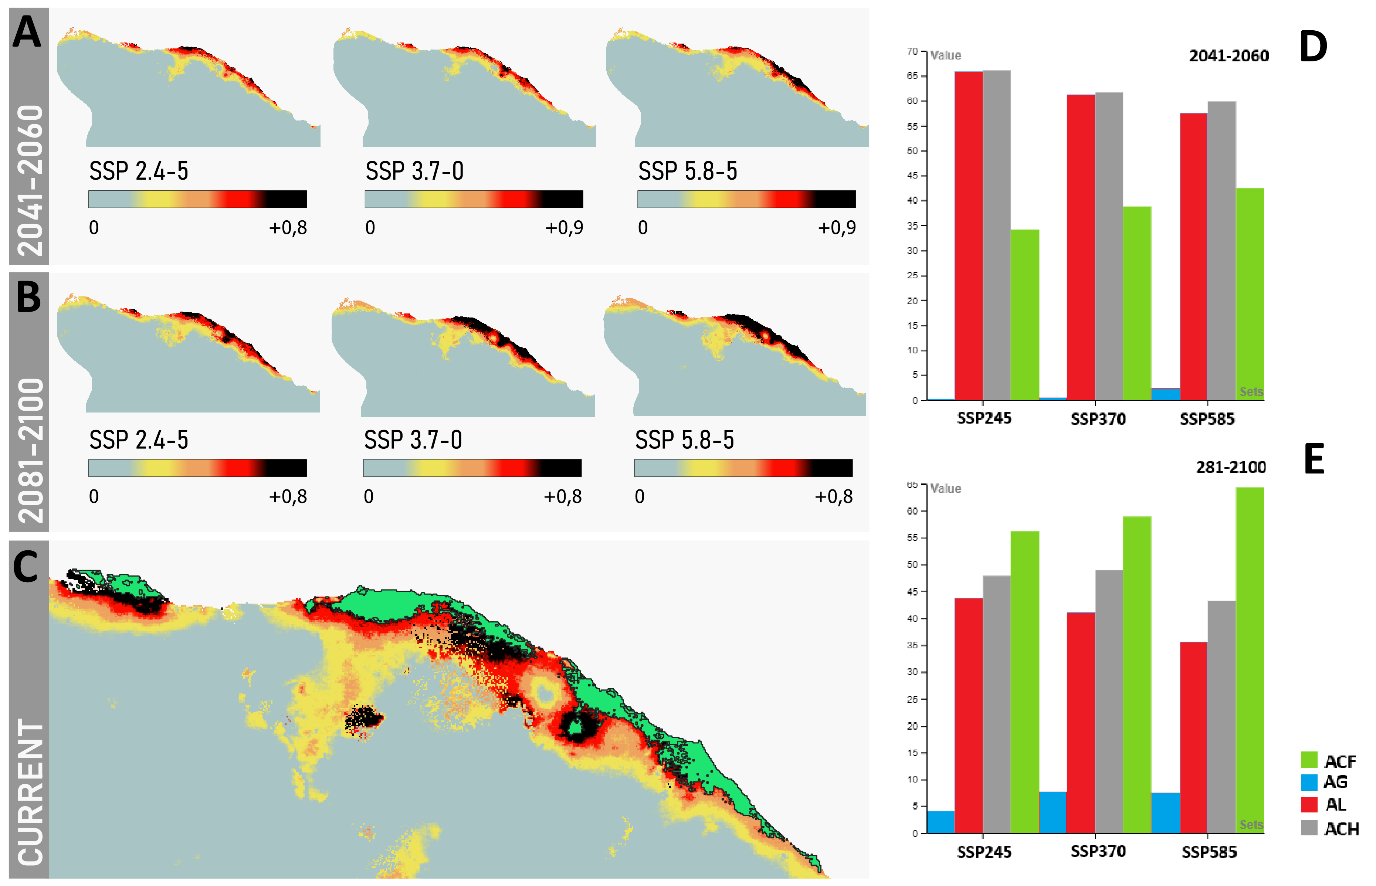 A
2041-2060
SSP 2.4-5
0 +0,8
SSP 3.7-0
0 +0,9
SSP 5.8-5
0 +0,9
B
2081-2100
SSP 2.4-5
0 +0,8
SSP 3.7-0
0 +0,8
SSP 5.8-5
0 +0,8
C
CURRENT
D
2041-2060
Value
70
65
60
55
50
45
40
35
30
25
20
15
10
5
0
Sets
SSP245 SSP370 SSP585
E
281-2100
Value
65
60
55
50
45
40
35
30
25
20
15
10
5
0
Sets
SSP245 SSP370 SSP585
ACF
AG
AL
ACH